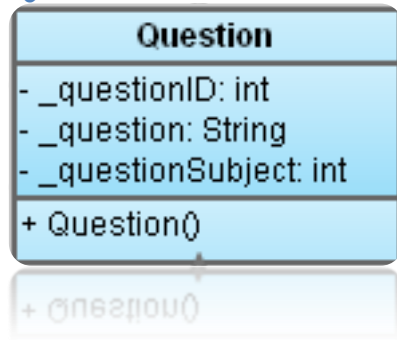 Question
- _questionID: int
- _question: String
- _questionSubject: int
+ Question()